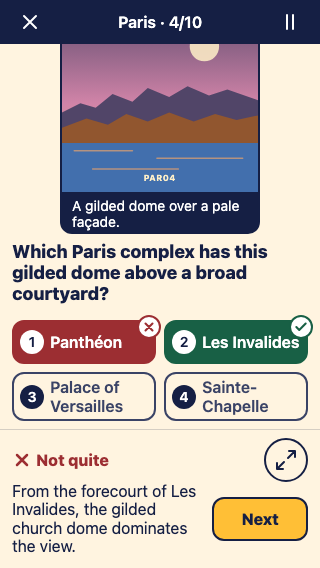 Paris · 4/10
PAR04
A gilded dome over a pale
façade.
Which Paris complex has this
gilded dome above a broad
courtyard?
1 Panthéon
2 Les Invalides
3 Palace of
Versailles
4 Sainte-
Chapelle
Not quite
From the forecourt of Les
Invalides, the gilded
church dome dominates
the view.
Next